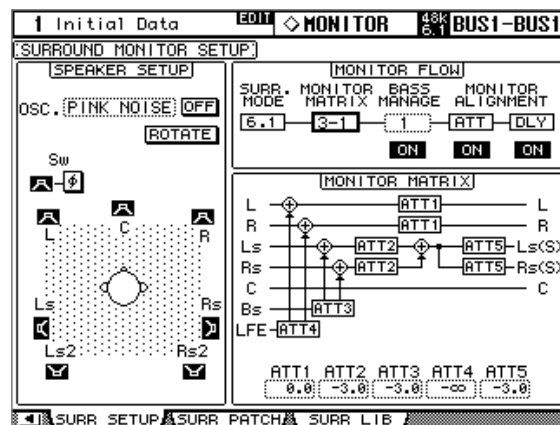 1 Initial Data EDIT ◇MONITOR 48K 6.1 BUS1-BUS1
SURROUND MONITOR SETUP
SPEAKER SETUP
OSC. PINK NOISE OFF
ROTATE
Sw ϕ
L C R
Ls Rs
Ls2 Rs2
MONITOR FLOW
SURR. MODE MONITOR MATRIX BASS MANAGE MONITOR ALIGNMENT
6.1 3-1 1 ATT DLY
ON ON ON
MONITOR MATRIX
L ATT1 L
R ATT1 R
Ls ATT2 ATT5 Ls(S)
Rs ATT2 ATT5 Rs(S)
C C
Bs ATT3
LFE ATT4
ATT1 ATT2 ATT3 ATT4 ATT5
0.0 -3.0 -3.0 -∞ -3.0
SURR SETUP SURR PATCH SURR LIB